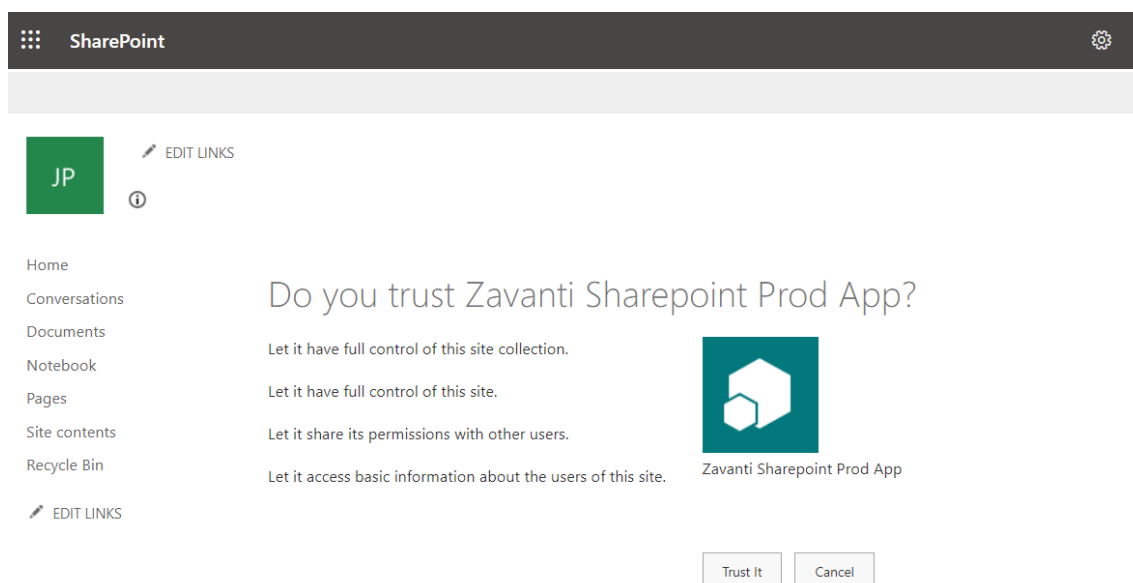 SharePoint
JP
EDIT LINKS
Home
Conversations
Documents
Notebook
Pages
Site contents
Recycle Bin
EDIT LINKS
Do you trust Zavanti Sharepoint Prod App?
Let it have full control of this site collection.
Let it have full control of this site.
Let it share its permissions with other users.
Let it access basic information about the users of this site.
Zavanti Sharepoint Prod App
Trust It
Cancel